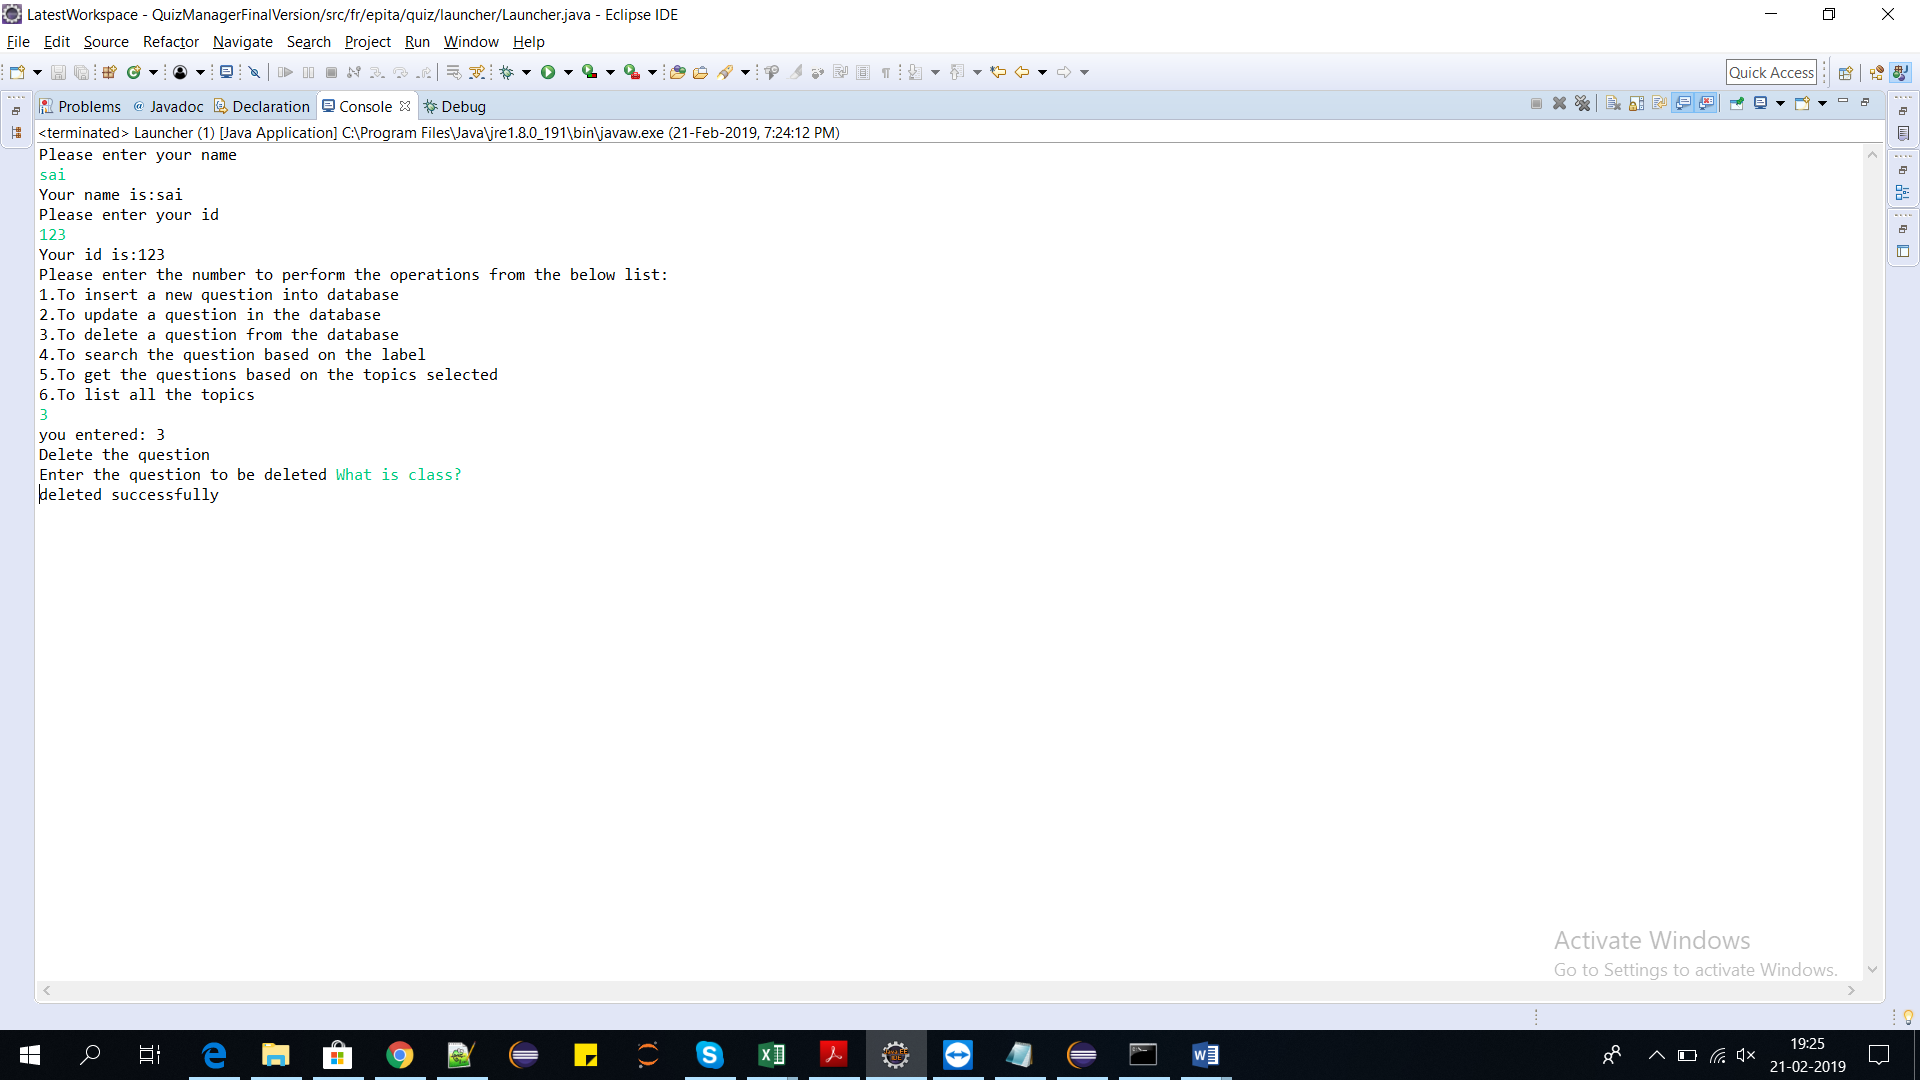 LatestWorkspace - QuizManagerFinalVersion/src/fr/epita/quiz/launcher/Launcher.java - Eclipse IDE
File Edit Source Refactor Navigate Search Project Run Window Help
Quick Access
Problems @ Javadoc Declaration Console Debug
<terminated> Launcher (1) [Java Application] C:\Program Files\Java\jre1.8.0_191\bin\javaw.exe (21-Feb-2019, 7:24:12 PM)
Please enter your name
sai
Your name is:sai
Please enter your id
123
Your id is:123
Please enter the number to perform the operations from the below list:
1.To insert a new question into database
2.To update a question in the database
3.To delete a question from the database
4.To search the question based on the label
5.To get the questions based on the topics selected
6.To list all the topics
3
you entered: 3
Delete the question
Enter the question to be deleted What is class?
deleted successfully
Activate Windows
Go to Settings to activate Windows.
19:25
21-02-2019